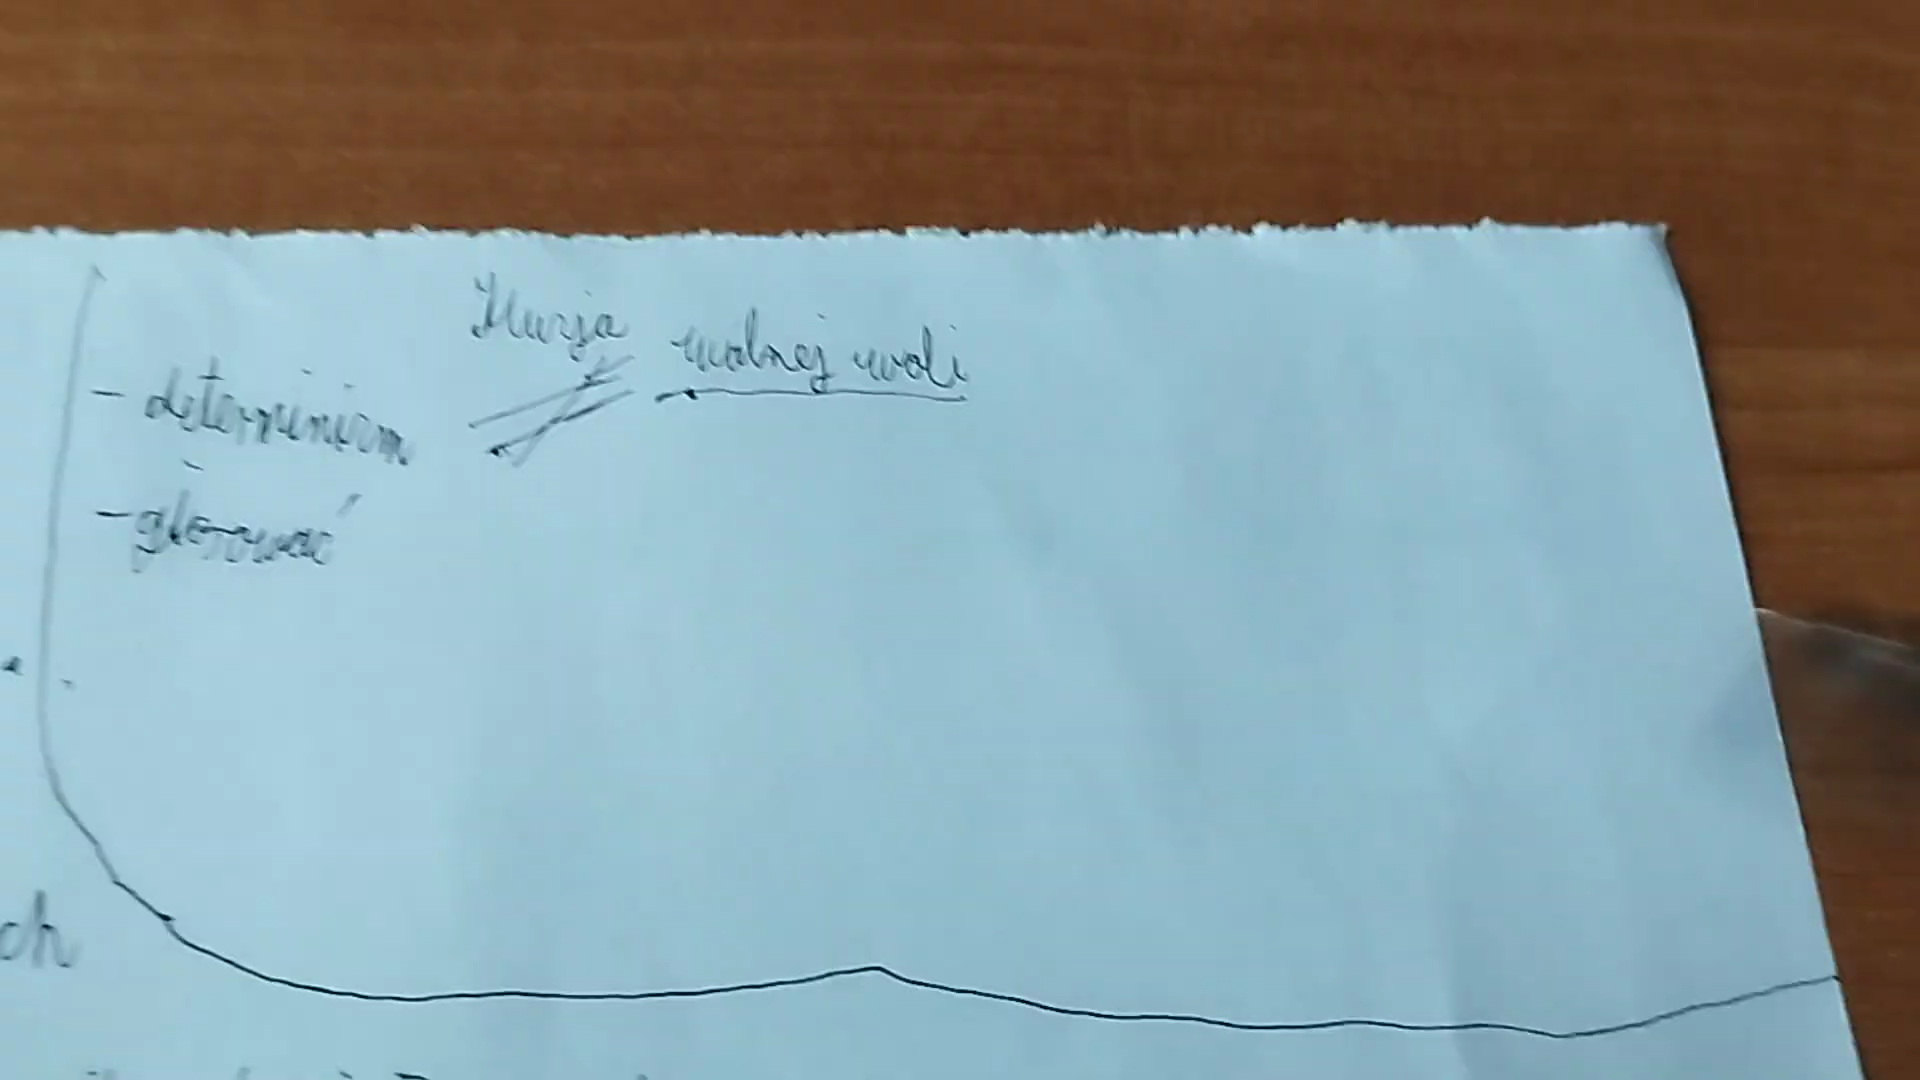 Iluzja wolnej woli
- determinizm
- głosować
ch